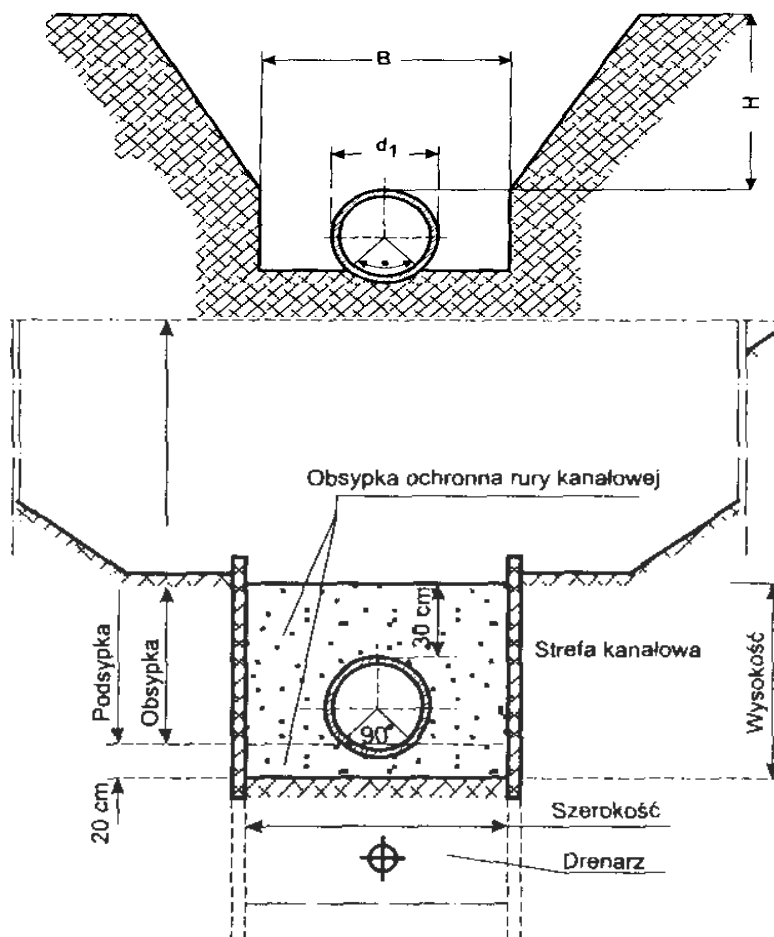 B
H
d1
Obsypka ochronna rury kanałowej
30 cm
Strefa kanałowa
Wysokość
Podsypka
Obsypka
90°
20 cm
Szerokość
Drenarz